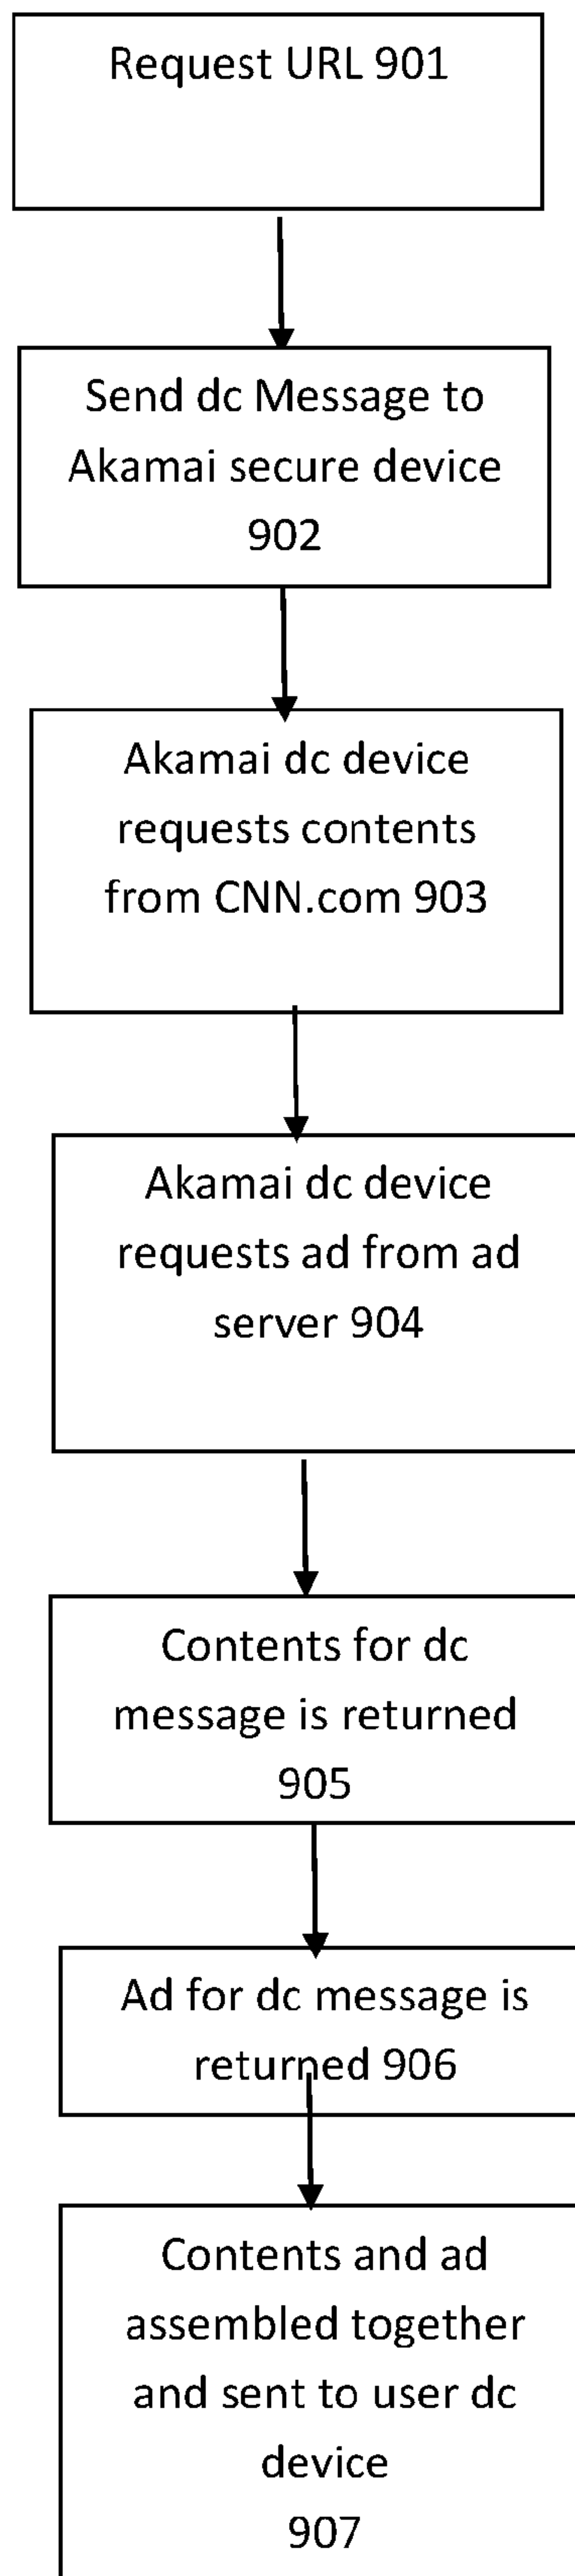 Request URL 901
Send dc Message to
Akamai secure device
902
Akamai dc device
requests contents
from CNN.com 903
Akamai dc device
requests ad from ad
server 904
Contents for dc
message is returned
905
Ad for dc message is
returned 906
Contents and ad
assembled together
and sent to user dc
device
907